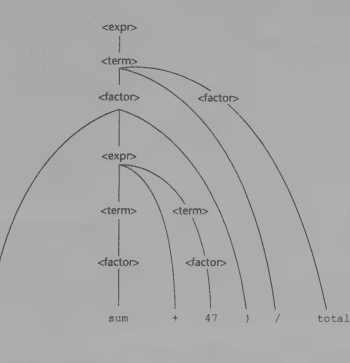 <expr>
<term>
<factor> <factor>
<expr>
<term> <term>
<factor> <factor>
sum + 47 ) / total